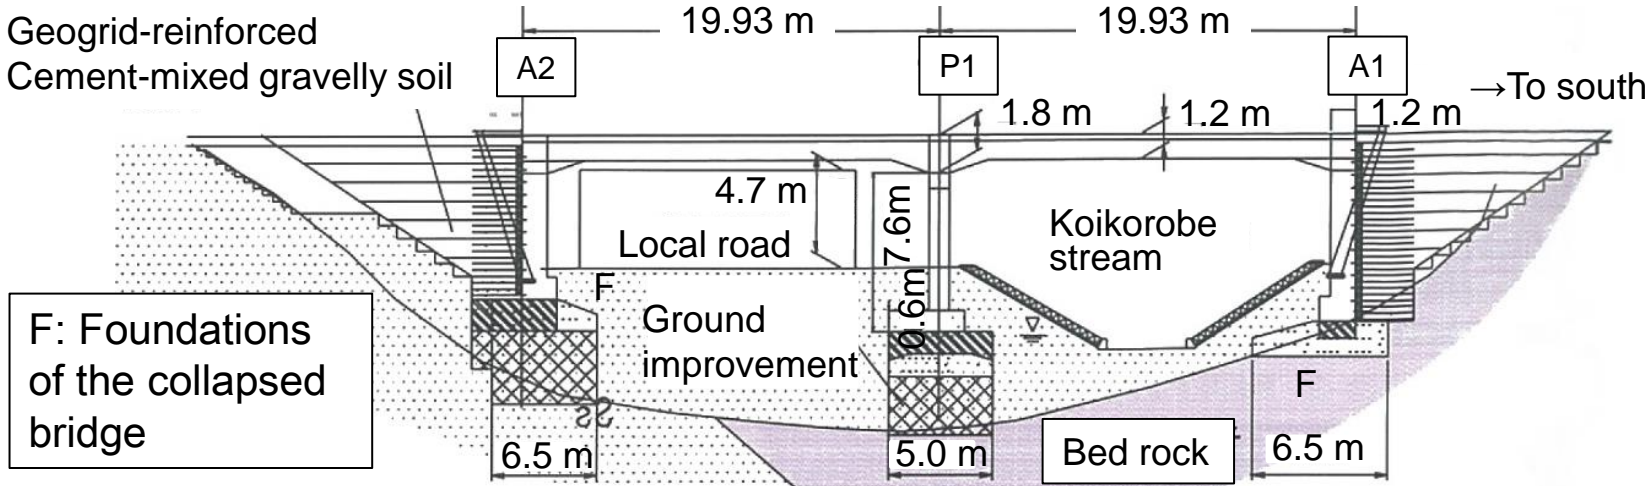 19.93 m
19.93 m
Geogrid-reinforced
Cement-mixed gravelly soil
A2
P1
A1
→To south
1.8 m
1.2 m
1.2 m
4.7 m
7.6m
0.6m
Local road
Koikorobe
stream
F
Ground
improvement
F: Foundations
of the collapsed
bridge
F
6.5 m
5.0 m
Bed rock
6.5 m